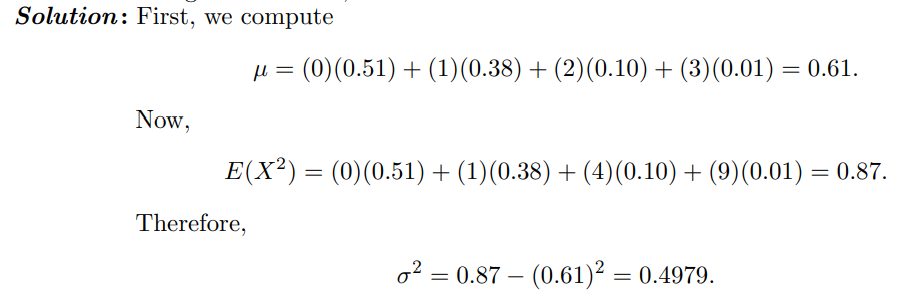 Solution: First, we compute
μ = (0)(0.51) + (1)(0.38) + (2)(0.10) + (3)(0.01) = 0.61.
Now,
E(X²) = (0)(0.51) + (1)(0.38) + (4)(0.10) + (9)(0.01) = 0.87.
Therefore,
σ² = 0.87 − (0.61)² = 0.4979.